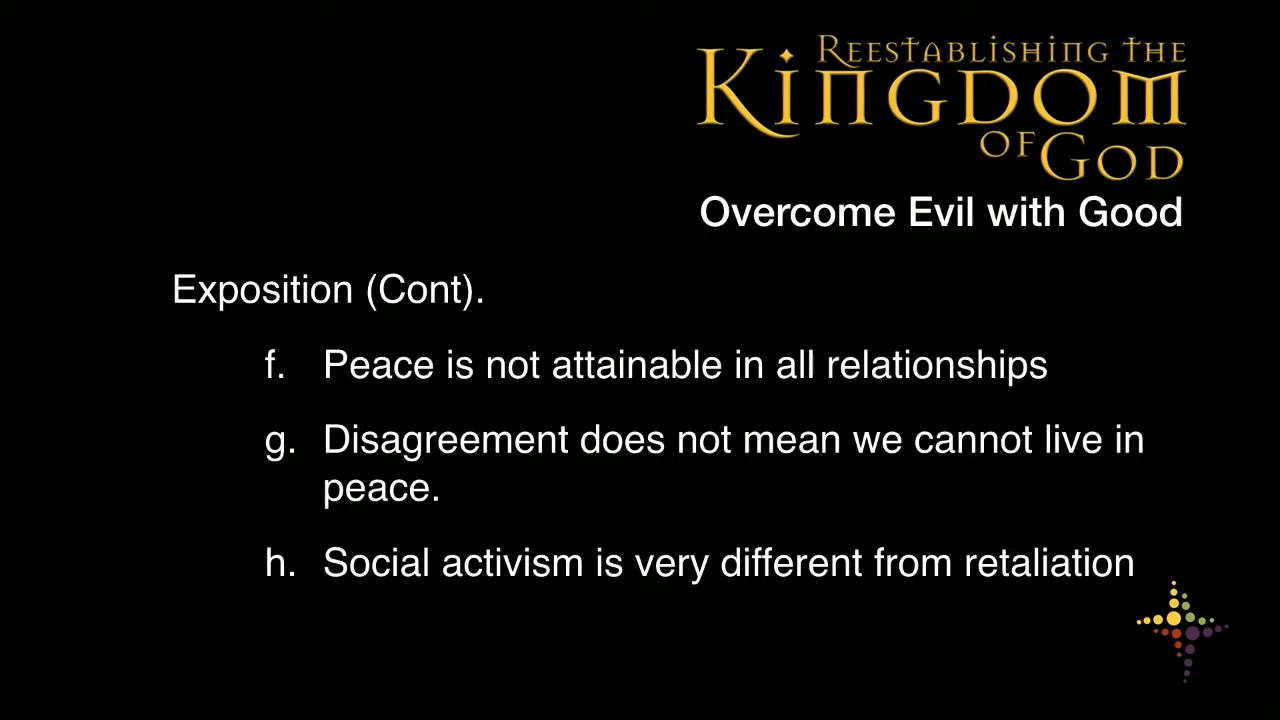 Reestablishing the
Kingdom
of God
Overcome Evil with Good
Exposition (Cont).
f. Peace is not attainable in all relationships
g. Disagreement does not mean we cannot live in
peace.
h. Social activism is very different from retaliation